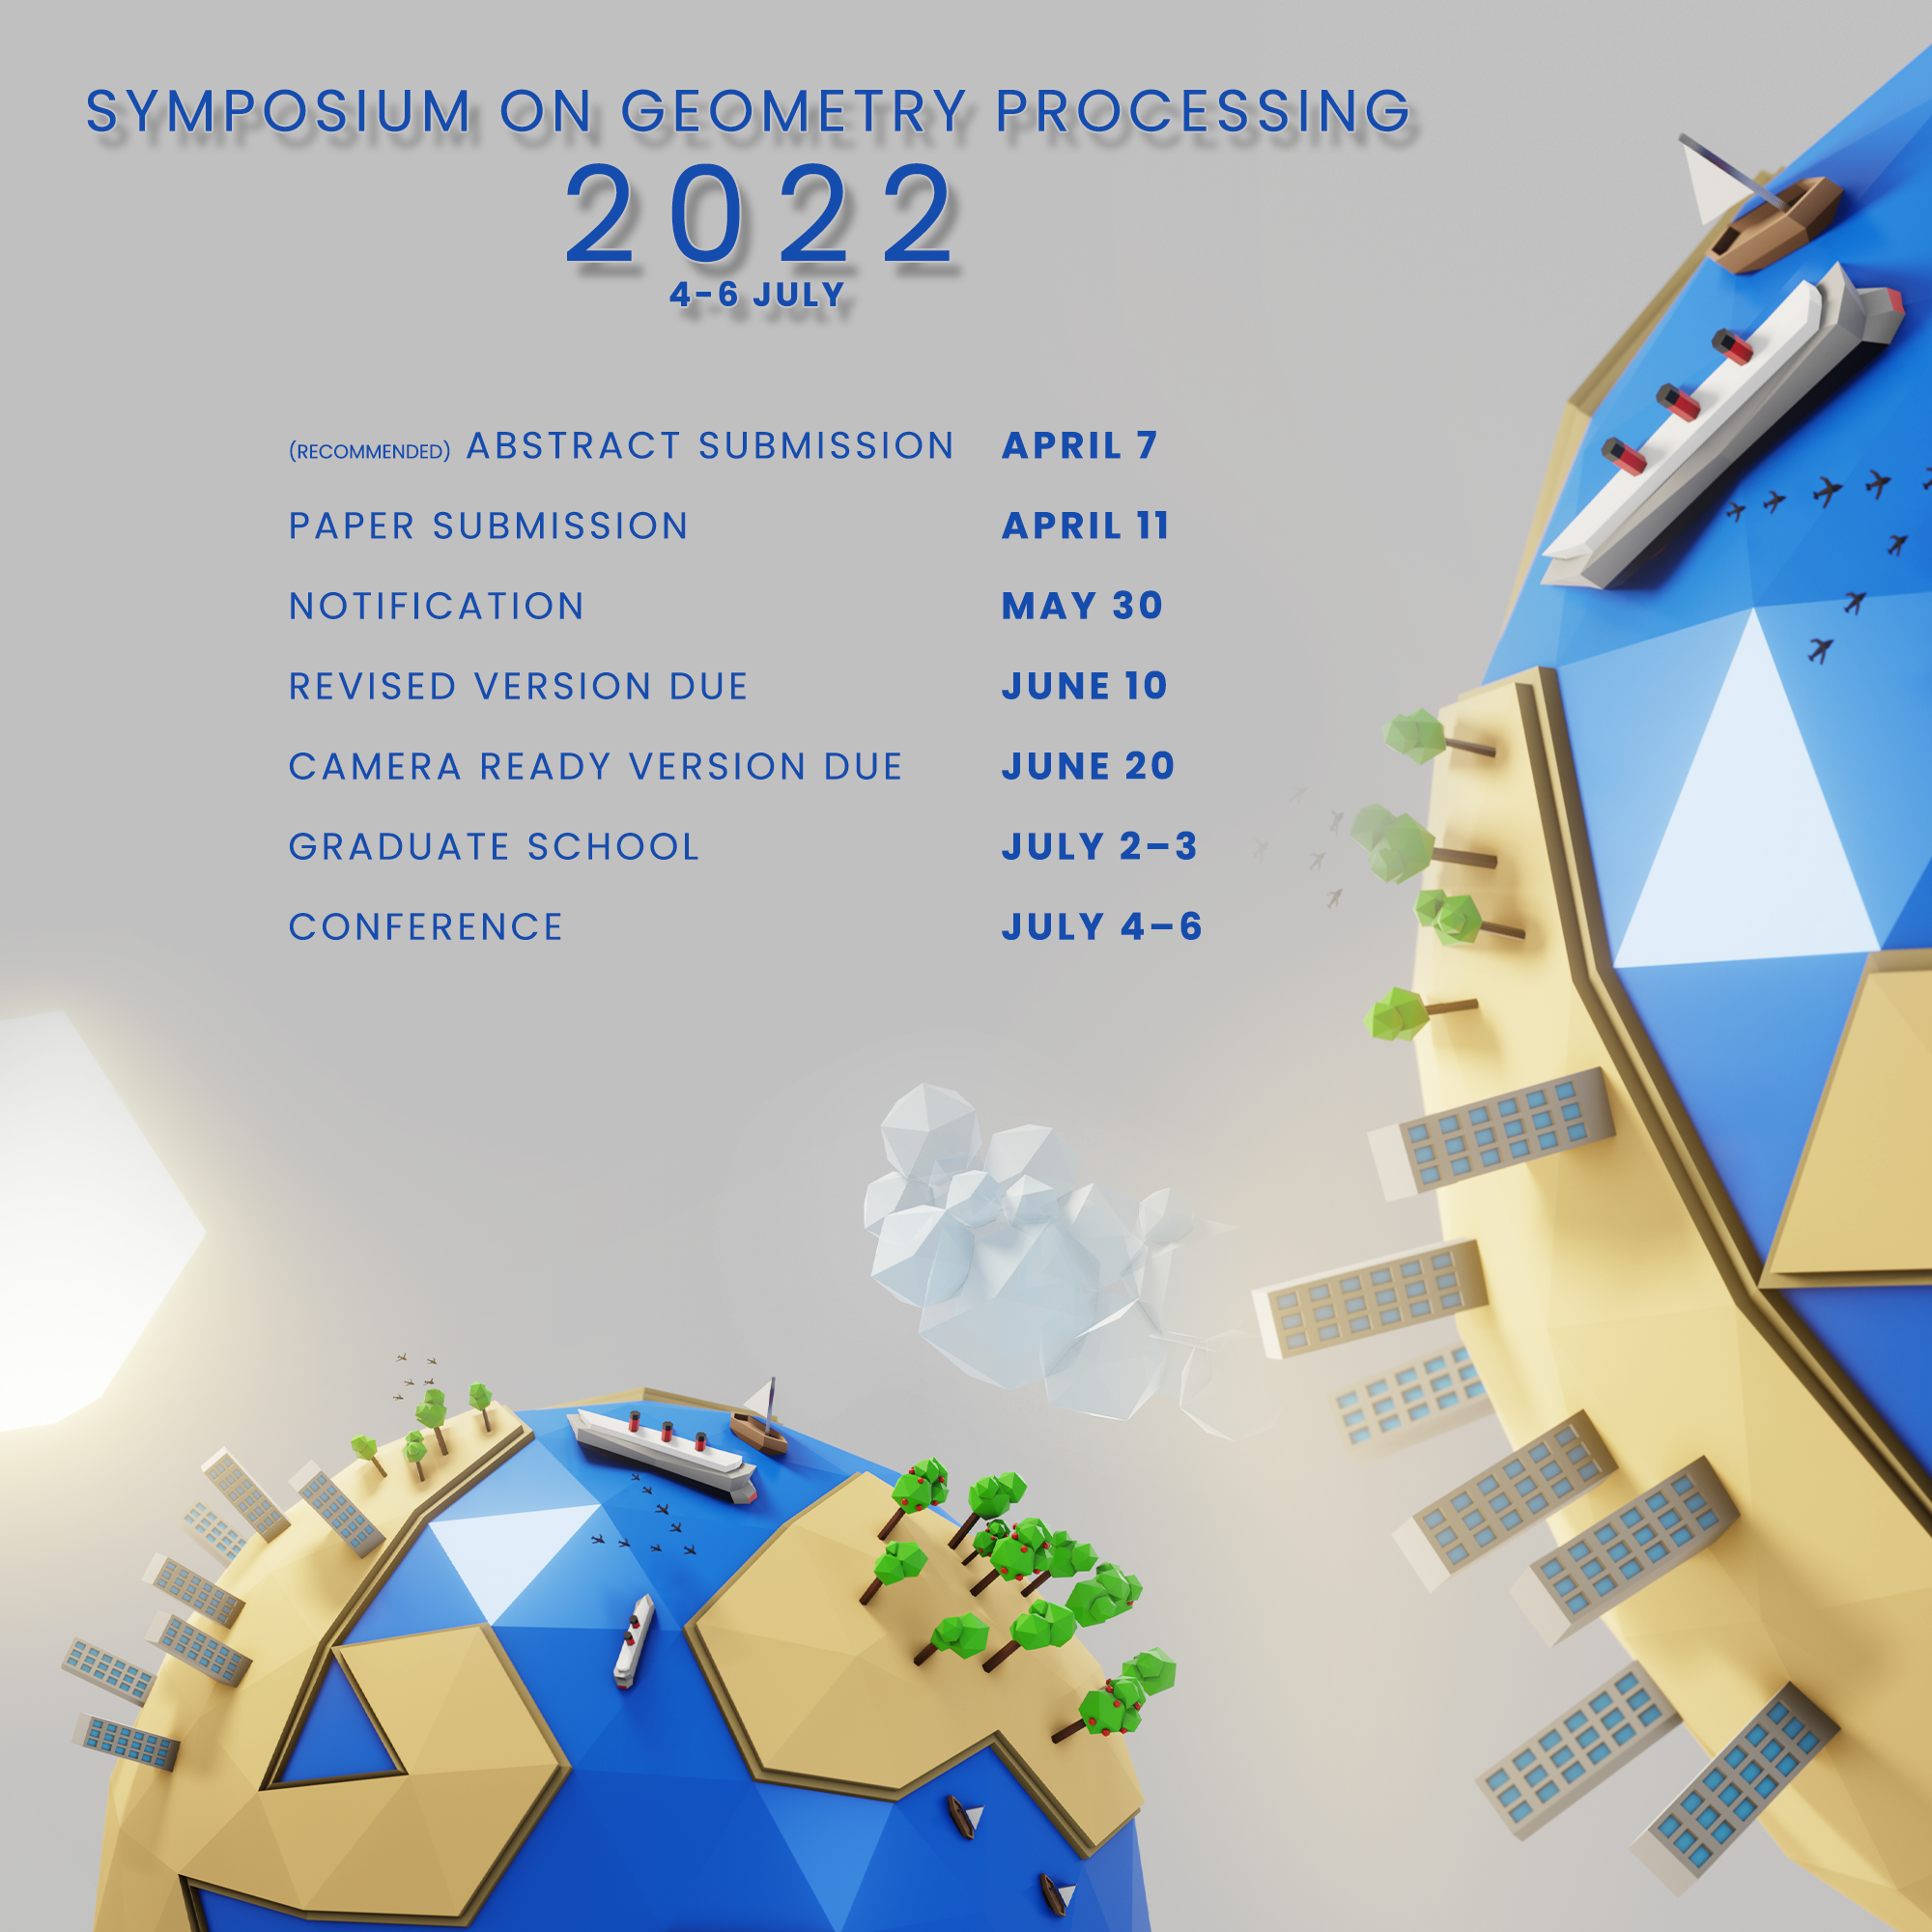 SYMPOSIUM ON GEOMETRY PROCESSING
2022
4-6 JULY
(RECOMMENDED) ABSTRACT SUBMISSION APRIL 7
PAPER SUBMISSION APRIL 11
NOTIFICATION MAY 30
REVISED VERSION DUE JUNE 10
CAMERA READY VERSION DUE JUNE 20
GRADUATE SCHOOL JULY 2–3
CONFERENCE JULY 4–6